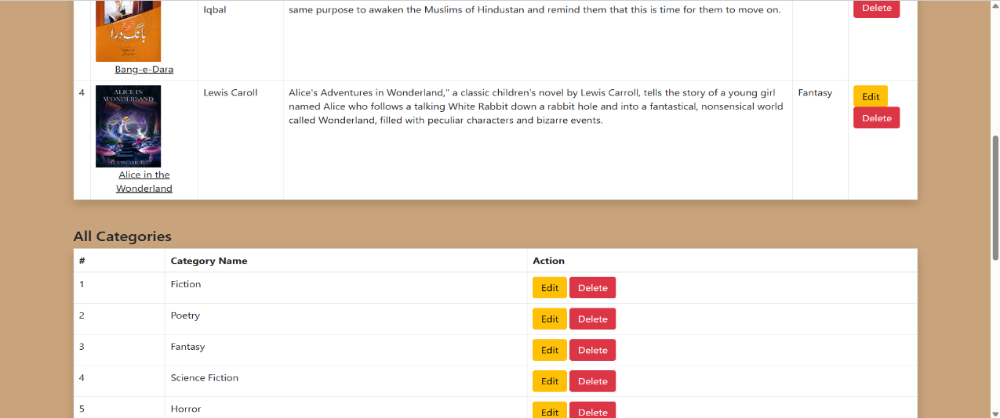 Iqbal
same purpose to awaken the Muslims of Hindustan and remind them that this is time for them to move on.
Delete
بانگ درا
Bang-e-Dara
4
ALICE IN
WONDERLAND
Alice in the
Wonderland
Lewis Caroll
Alice's Adventures in Wonderland," a classic children's novel by Lewis Carroll, tells the story of a young girl
named Alice who follows a talking White Rabbit down a rabbit hole and into a fantastical, nonsensical world
called Wonderland, filled with peculiar characters and bizarre events.
Fantasy
Edit
Delete
All Categories
# Category Name Action
1 Fiction Edit Delete
2 Poetry Edit Delete
3 Fantasy Edit Delete
4 Science Fiction Edit Delete
5 Horror Edit Delete